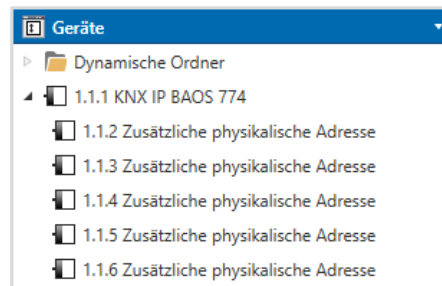 Geräte
Dynamische Ordner
1.1.1 KNX IP BAOS 774
1.1.2 Zusätzliche physikalische Adresse
1.1.3 Zusätzliche physikalische Adresse
1.1.4 Zusätzliche physikalische Adresse
1.1.5 Zusätzliche physikalische Adresse
1.1.6 Zusätzliche physikalische Adresse